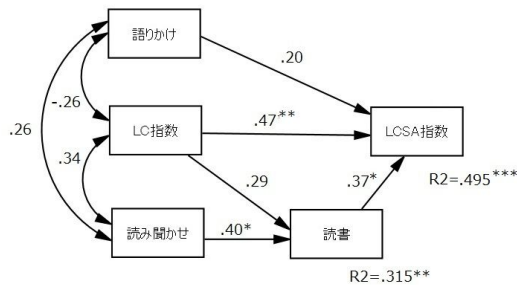 語りかけ
.20
-.26
.26
LC指数
.47**
LCSA指数
.34
.29
.37*
R2=.495***
読み聞かせ
.40*
読書
R2=.315**